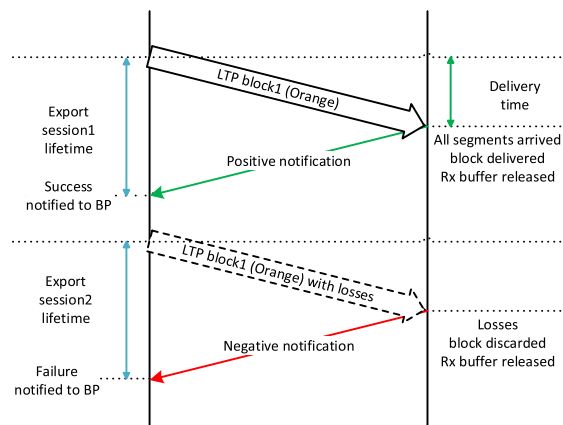 LTP block1 (Orange)
Delivery
time
Export
session1
lifetime
All segments arrived
block delivered
Rx buffer released
Positive notification
Success
notified to BP
LTP block1 (Orange) with losses
Export
session2
lifetime
Losses
block discarded
Rx buffer released
Negative notification
Failure
notified to BP